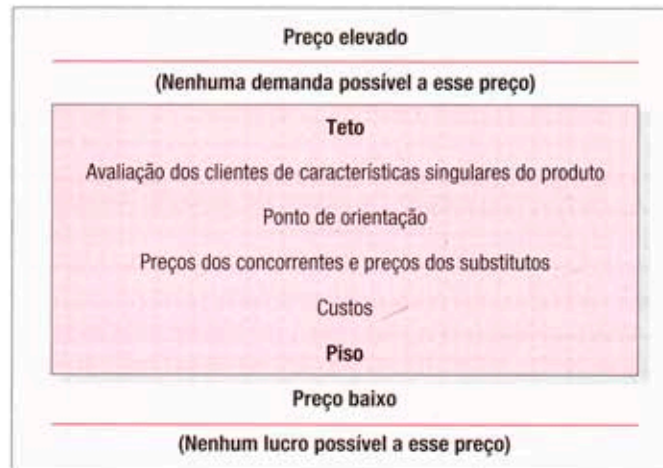 Preço elevado
(Nenhuma demanda possível a esse preço)
Teto
Avaliação dos clientes de características singulares do produto
Ponto de orientação
Preços dos concorrentes e preços dos substitutos
Custos
Piso
Preço baixo
(Nenhum lucro possível a esse preço)